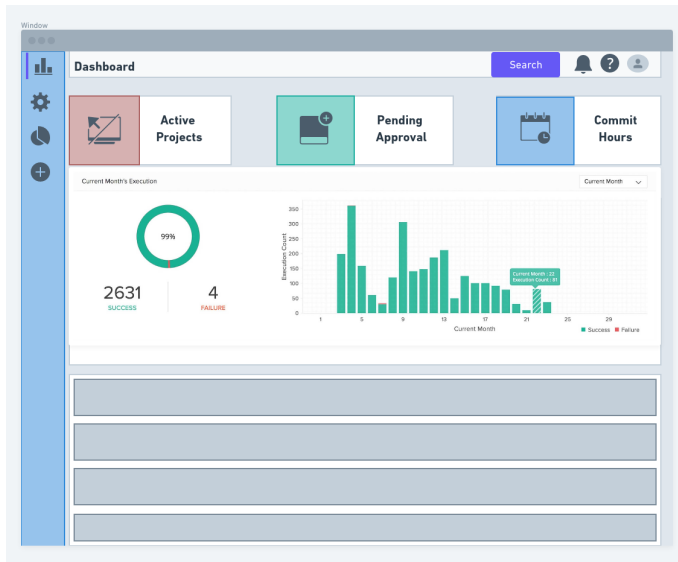 Window
Dashboard
Search
?
Active
Projects
Pending
Approval
Commit
Hours
Current Month's Execution
Current Month
99%
2631
SUCCESS
4
FAILURE
Execution Count
350
300
250
200
150
100
50
0
Current Month : 22
Execution Count : 81
1 5 9 13 17 21 25 29
Current Month
Success Failure